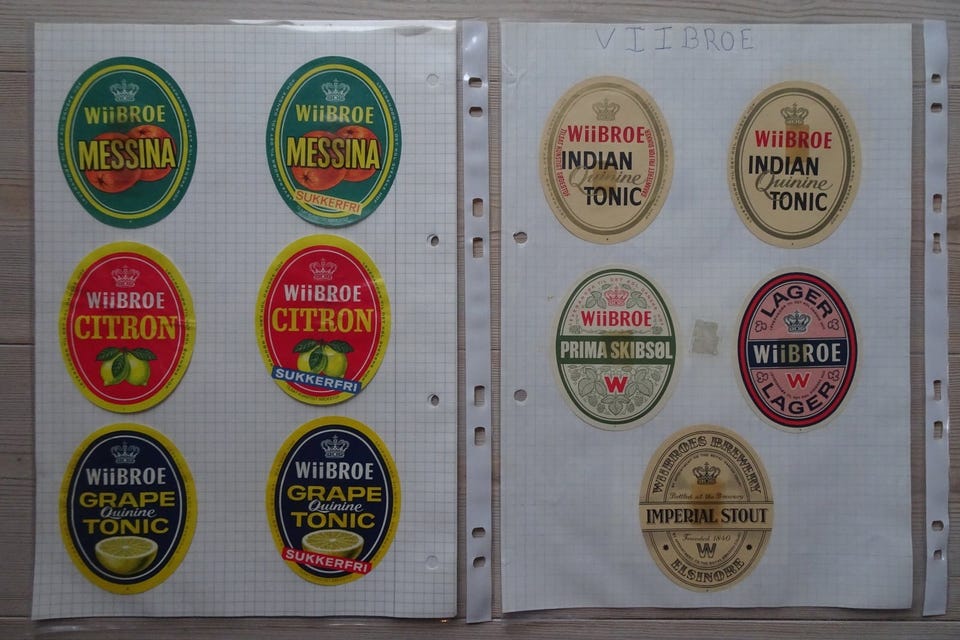 WiiBROE
MESSINA
WiiBROE
MESSINA
SUKKERFRI
WiiBROE
CITRON
WiiBROE
CITRON
SUKKERFRI
WiiBROE
GRAPE
Quinine
TONIC
WiiBROE
GRAPE
Quinine
TONIC
SUKKERFRI
VIIBROE
WiiBROE
INDIAN
Quinine
TONIC
WiiBROE
INDIAN
Quinine
TONIC
WiiBROE
PRIMA SKIBSØL
W
LAGER
WiiBROE
W
LAGER
WIIBROES BREWERY
Bottled at the Brewery
IMPERIAL STOUT
Founded 1840
W
ELSINORE